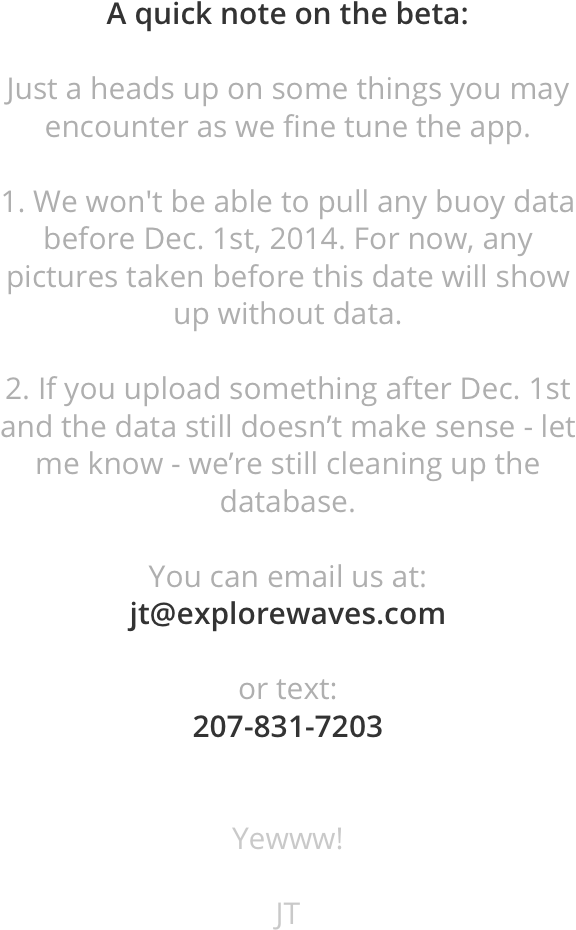 A quick note on the beta:
Just a heads up on some things you may
encounter as we fine tune the app.
1. We won't be able to pull any buoy data
before Dec. 1st, 2014. For now, any
pictures taken before this date will show
up without data.
2. If you upload something after Dec. 1st
and the data still doesn’t make sense - let
me know - we’re still cleaning up the
database.
You can email us at:
jt@explorewaves.com
or text:
207-831-7203
Yewww!
JT